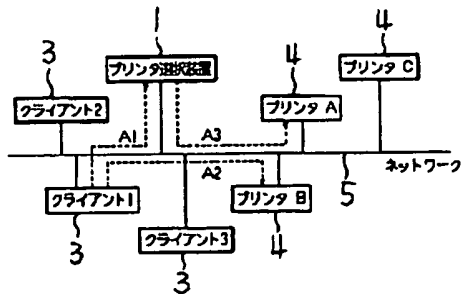 1
プリンタ選択装置
3
クライアント2
4
プリンタ A
4
プリンタ C
A1
A3
A2
ネットワーク
5
クライアント1
3
クライアント3
3
プリンタ B
4